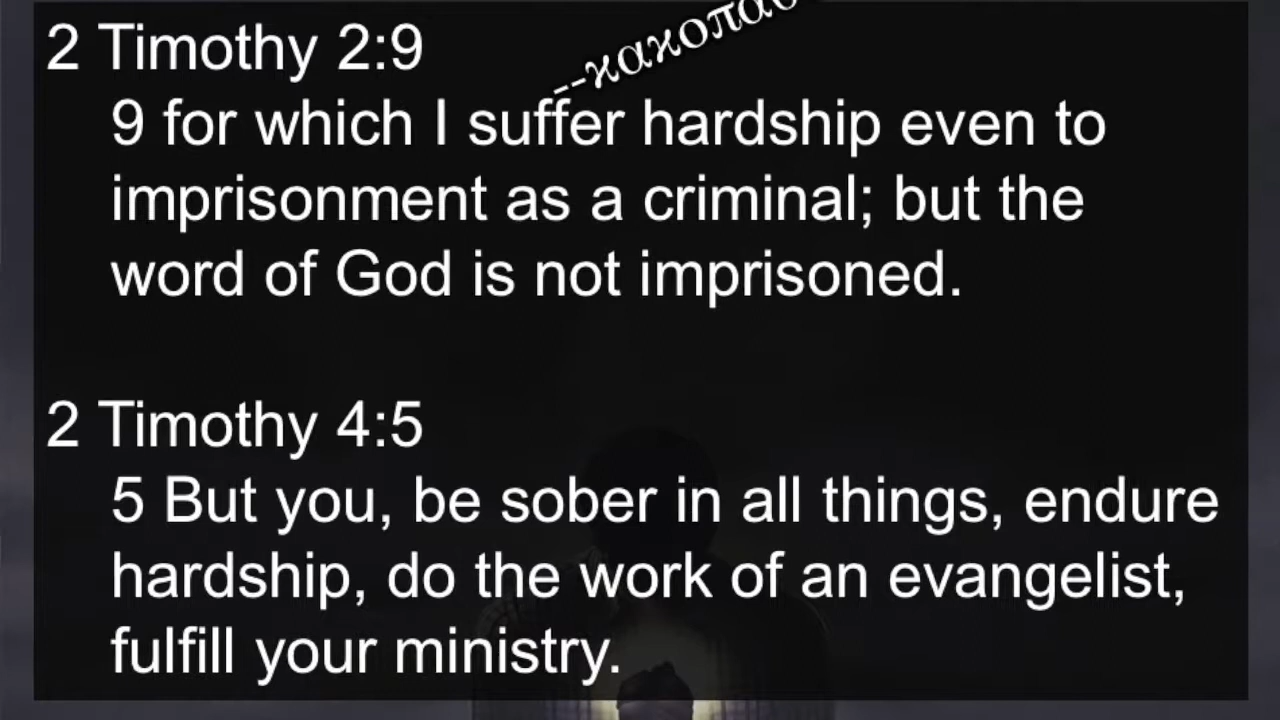 2 Timothy 2:9
9 for which I suffer hardship even to
imprisonment as a criminal; but the
word of God is not imprisoned.
2 Timothy 4:5
5 But you, be sober in all things, endure
hardship, do the work of an evangelist,
fulfill your ministry.